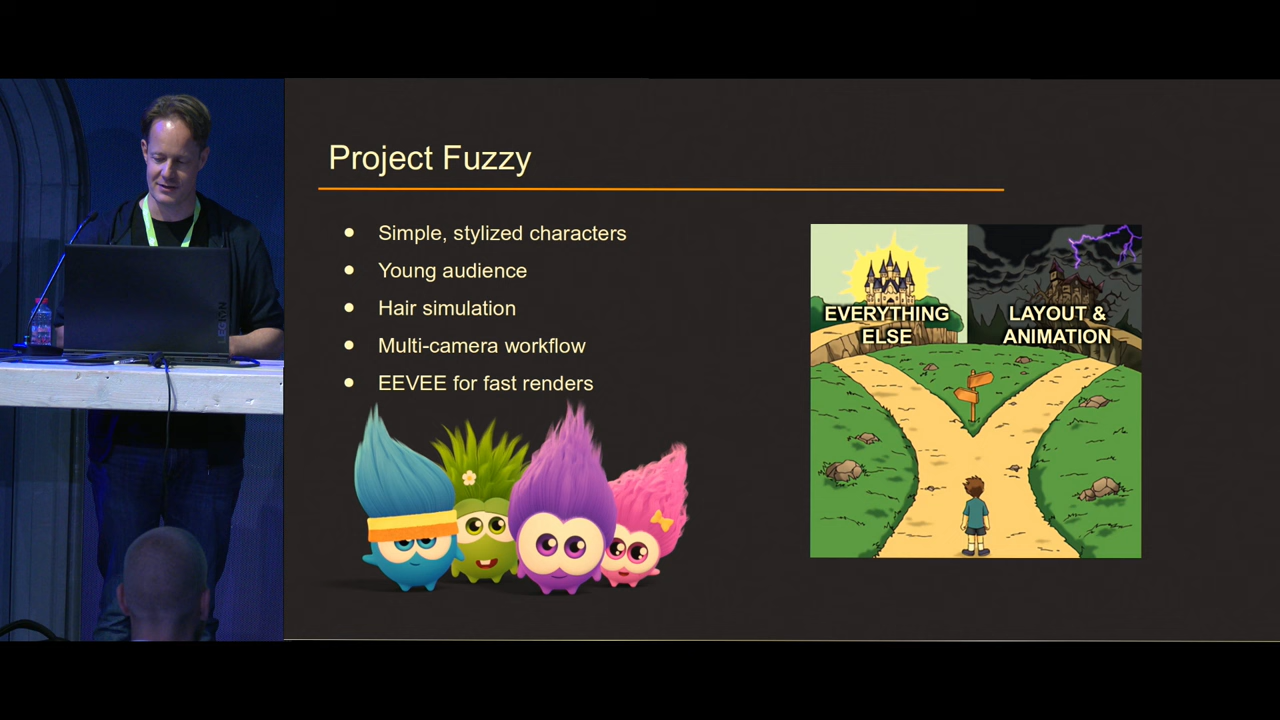 Project Fuzzy
Simple, stylized characters
Young audience
Hair simulation
Multi-camera workflow
EEVEE for fast renders
EVERYTHING
ELSE
LAYOUT &
ANIMATION
LEGION